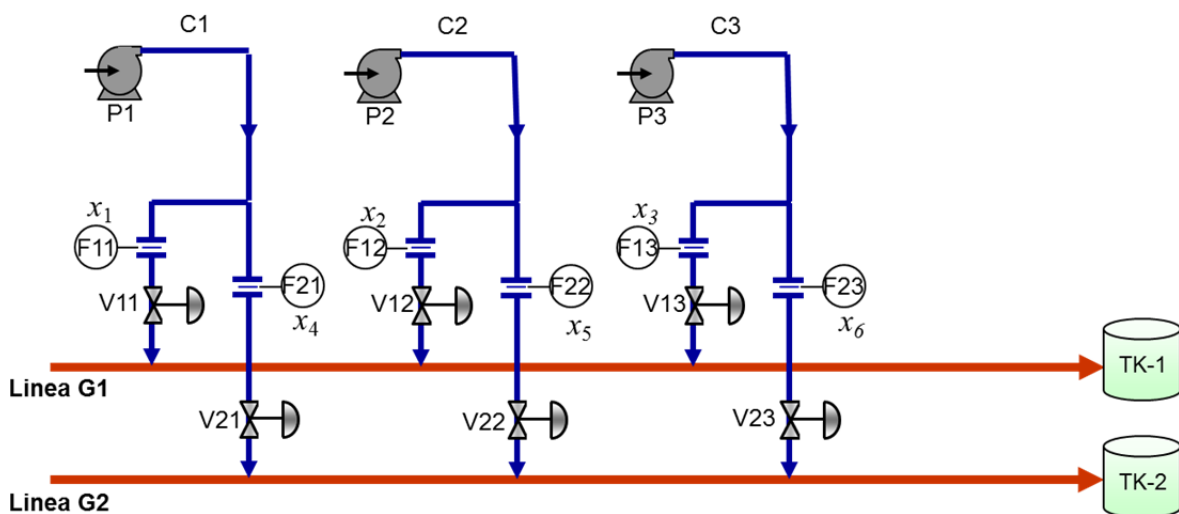 C1
C2
C3
P1
P2
P3
x1
x2
x3
F11
F12
F13
F21
F22
F23
V11
V12
V13
x4
x5
x6
TK-1
Linea G1
V21
V22
V23
TK-2
Linea G2